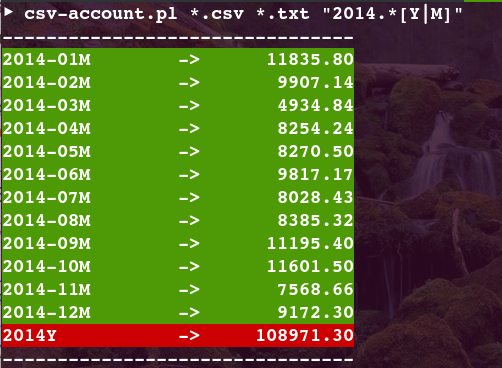 csv-account.pl *.csv *.txt "2014.*[Y|M]"
--------------------------------
2014-01M -> 11835.80
2014-02M -> 9907.14
2014-03M -> 4934.84
2014-04M -> 8254.24
2014-05M -> 8270.50
2014-06M -> 9817.17
2014-07M -> 8028.43
2014-08M -> 8385.32
2014-09M -> 11195.40
2014-10M -> 11601.50
2014-11M -> 7568.66
2014-12M -> 9172.30
2014Y -> 108971.30
--------------------------------